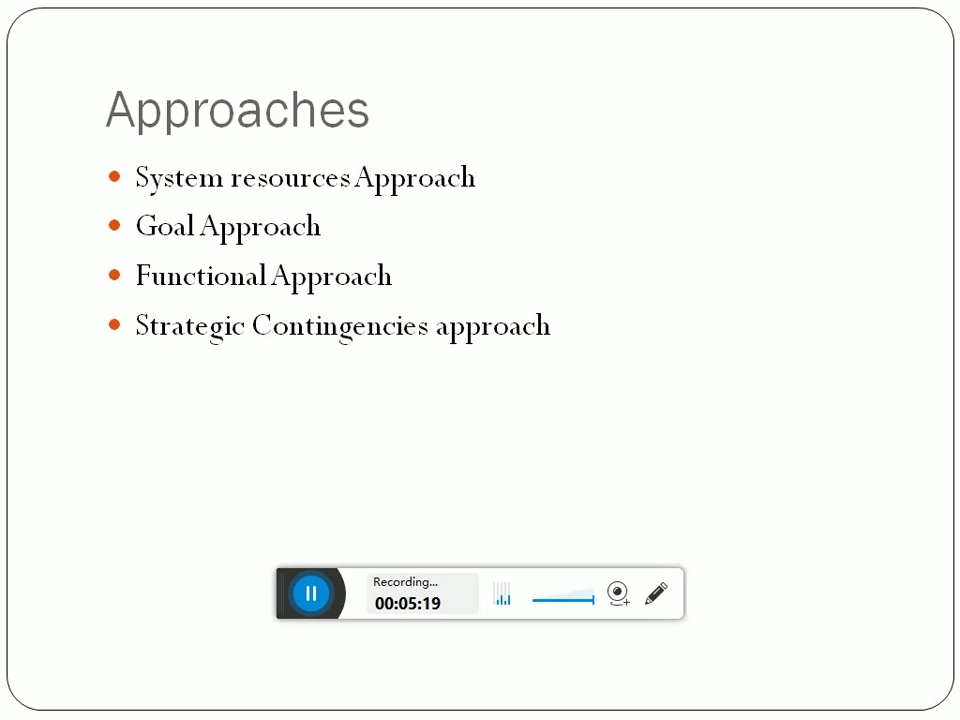 Approaches
System resources Approach
Goal Approach
Functional Approach
Strategic Contingencies approach
Recording...
00:05:19